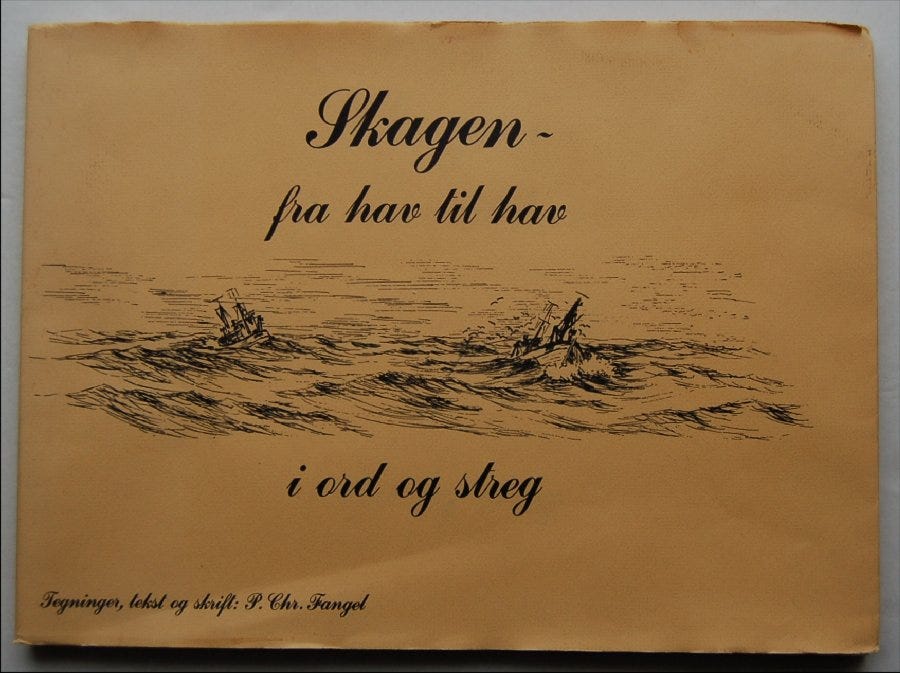 Skagen -
fra hav til hav
i ord og streg
Tegninger, tekst og skrift: P. Chr. Fangel